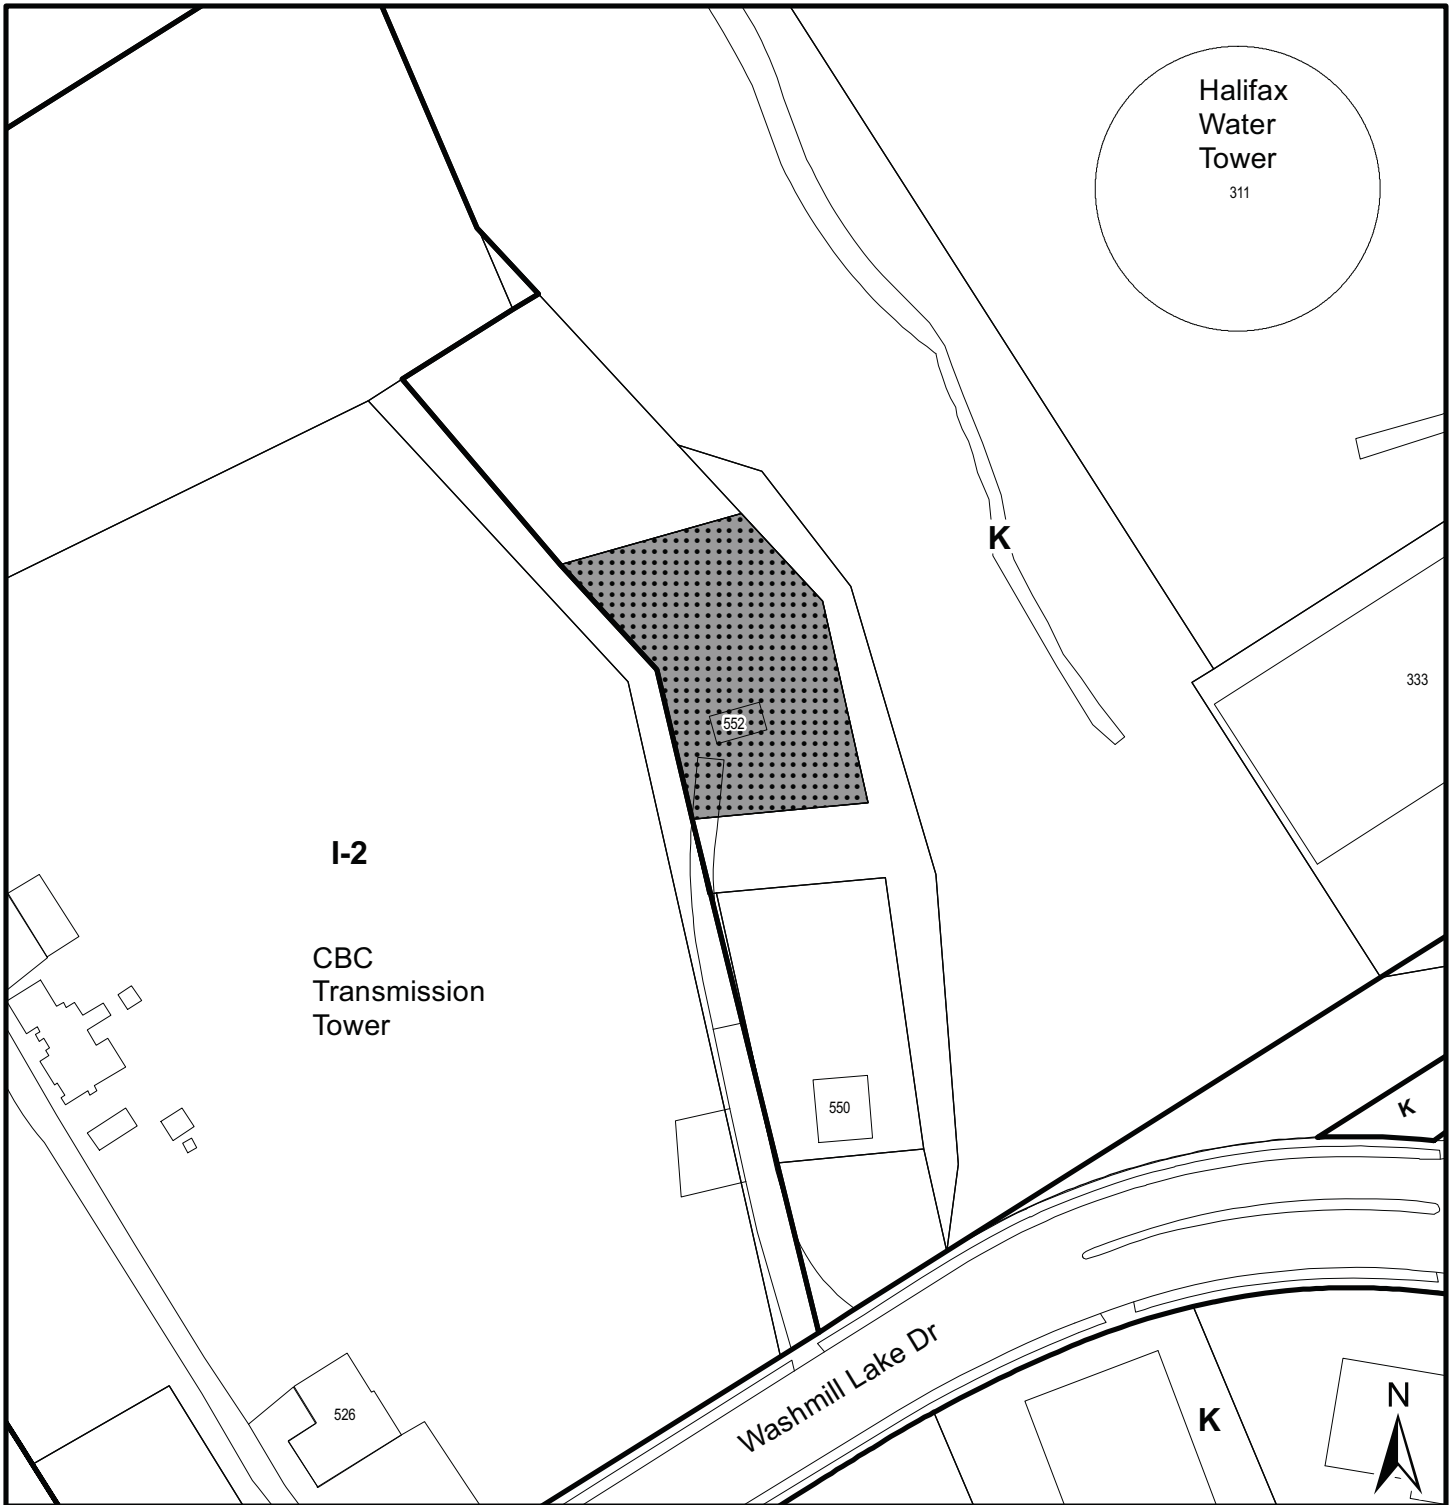 Halifax
Water
Tower
311
K
333
552
I-2
CBC
Transmission
Tower
550
K
Washmill Lake Dr
526
K
N